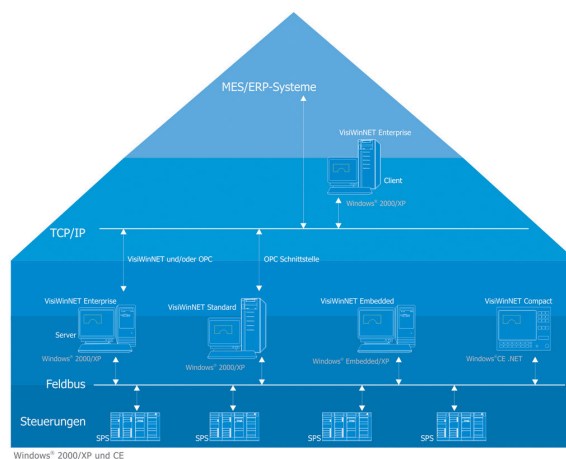 MES/ERP-Systeme
VisiWinNET Enterprise
Client
Windows® 2000/XP
TCP/IP
VisiWinNET und/oder OPC
OPC Schnittstelle
VisiWinNET Enterprise
VisiWinNET Standard
VisiWinNET Embedded
VisiWinNET Compact
Server
Windows® 2000/XP
Windows® 2000/XP
Windows® Embedded/XP
Windows®CE .NET
Feldbus
Steuerungen
SPS
SPS
SPS
SPS
Windows® 2000/XP und CE